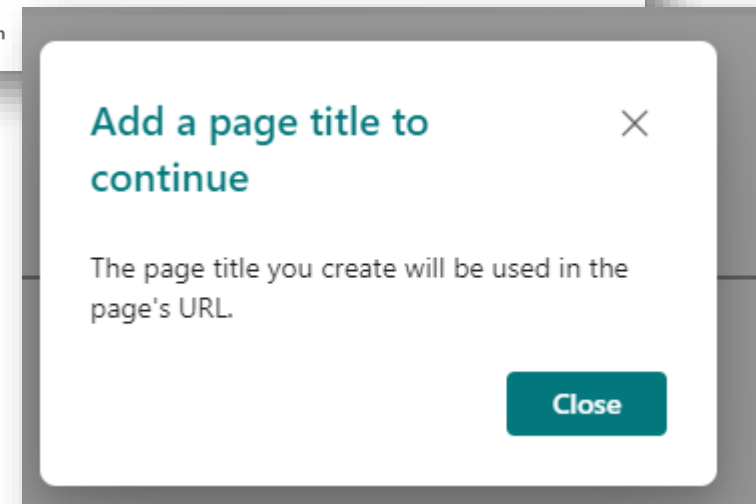 Add a page title to
continue
The page title you create will be used in the
page's URL.
Close